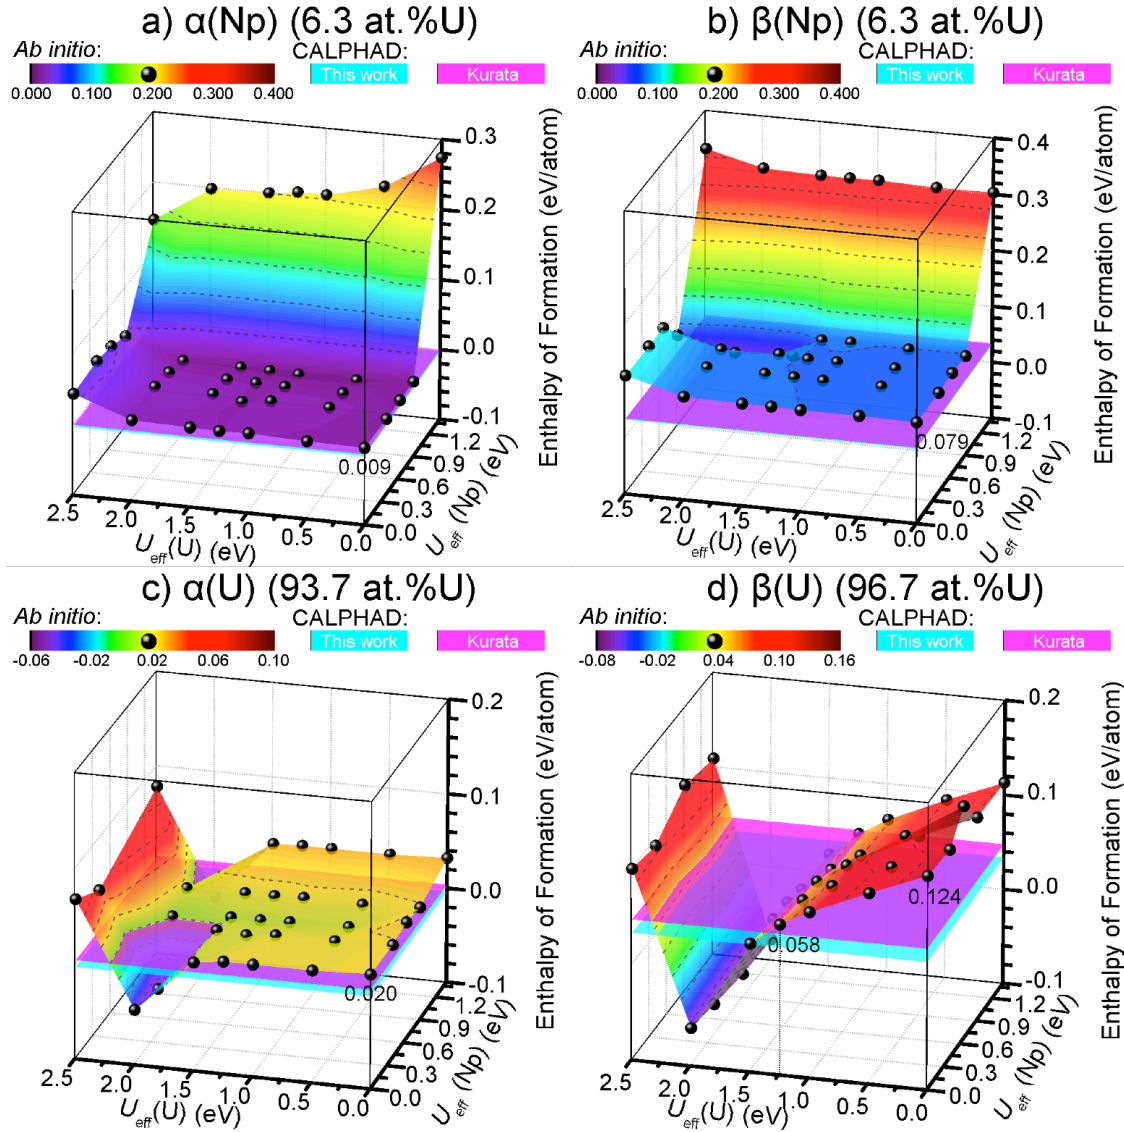 a) α(Np) (6.3 at.%U)
Ab initio:
CALPHAD:
This work
Kurata
0.000 0.100 0.200 0.300 0.400
0.3
0.2
0.1
0.0
-0.1
Enthalpy of Formation (eV/atom)
0.009
1.2
0.9
0.6
0.3
0.0
Ueff (Np) (eV)
2.5 2.0 1.5 1.0 0.5 0.0
Ueff(U) (eV)
b) β(Np) (6.3 at.%U)
Ab initio:
CALPHAD:
This work
Kurata
0.000 0.100 0.200 0.300 0.400
0.4
0.3
0.2
0.1
0.0
-0.1
Enthalpy of Formation (eV/atom)
0.079
1.2
0.9
0.6
0.3
0.0
Ueff (Np) (eV)
2.5 2.0 1.5 1.0 0.5 0.0
Ueff(U) (eV)
c) α(U) (93.7 at.%U)
Ab initio:
CALPHAD:
This work
Kurata
-0.06 -0.02 0.02 0.06 0.10
0.2
0.1
0.0
-0.1
Enthalpy of Formation (eV/atom)
0.020
1.2
0.9
0.6
0.3
0.0
Ueff (Np) (eV)
2.5 2.0 1.5 1.0 0.5 0.0
Ueff(U) (eV)
d) β(U) (96.7 at.%U)
Ab initio:
CALPHAD:
This work
Kurata
-0.08 -0.02 0.04 0.10 0.16
0.2
0.1
0.0
-0.1
Enthalpy of Formation (eV/atom)
0.124
0.058
1.2
0.9
0.6
0.3
0.0
Ueff (Np) (eV)
2.5 2.0 1.5 1.0 0.5 0.0
Ueff(U) (eV)